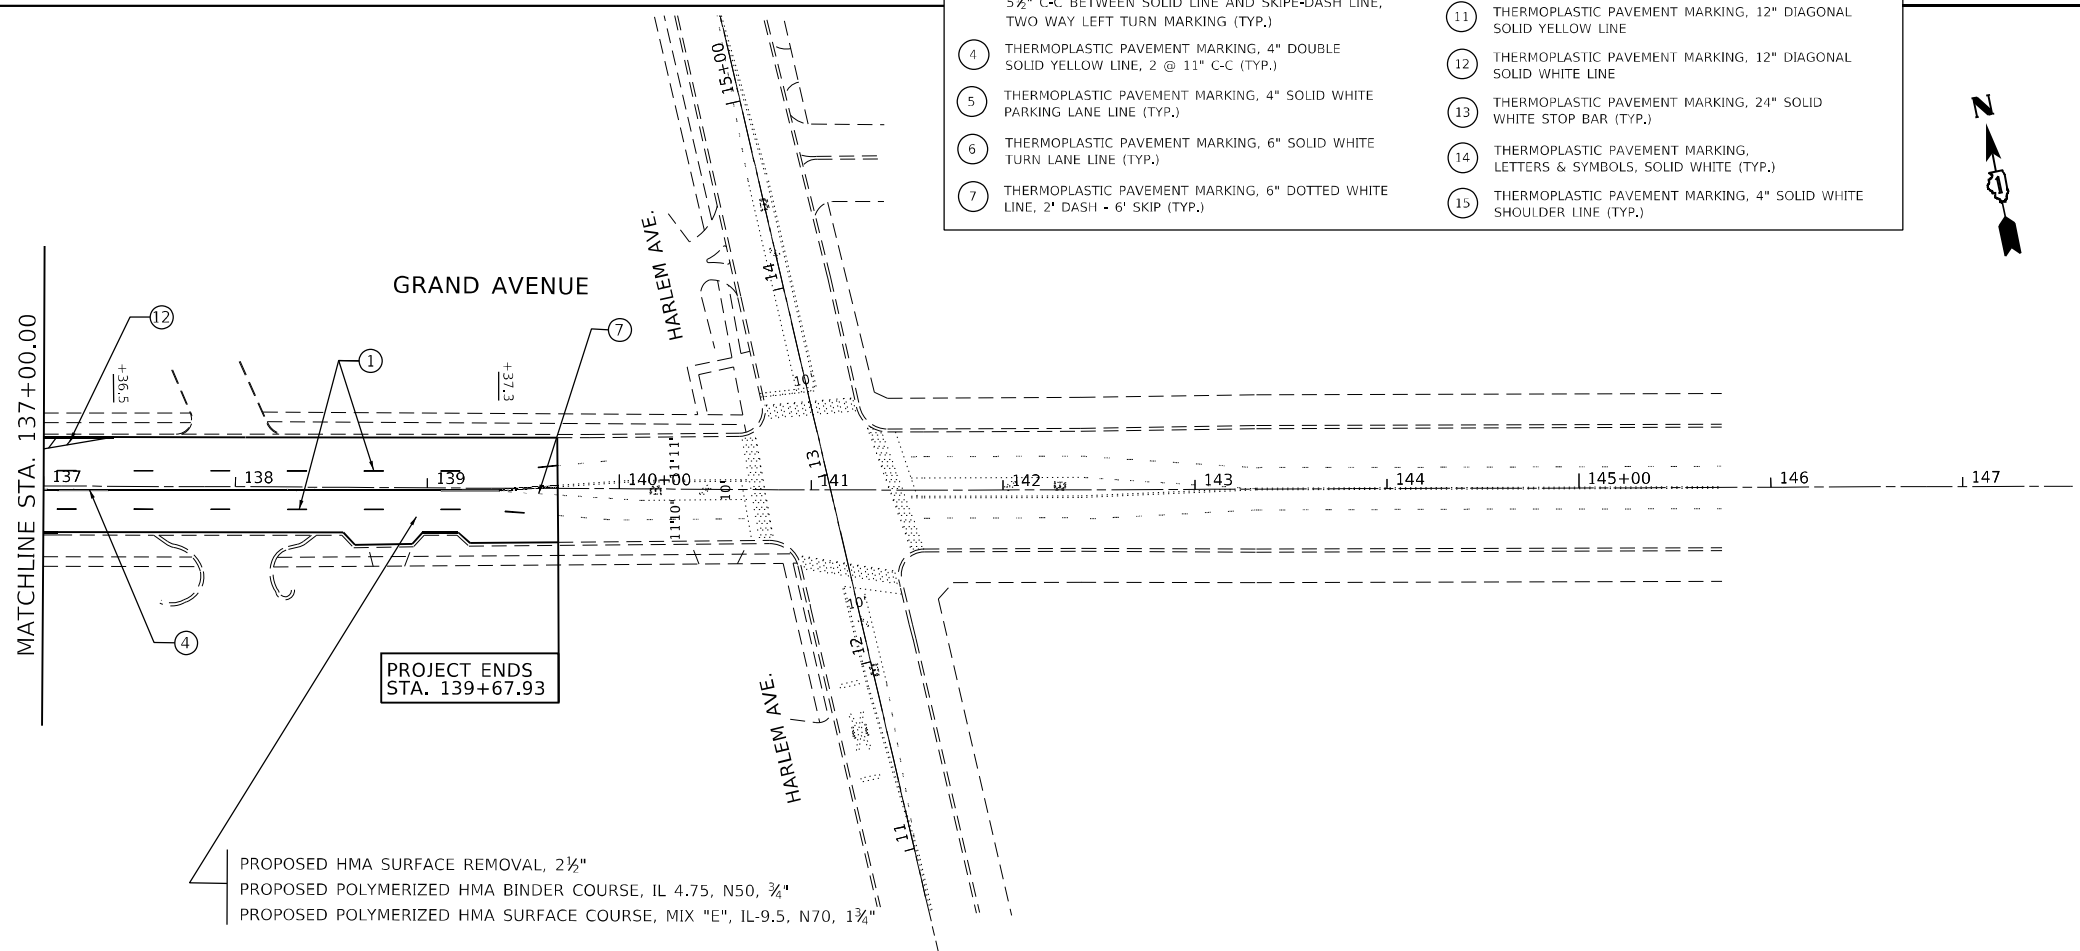 5½" C-C BETWEEN SOLID LINE AND SKIPE-DASH LINE,
TWO WAY LEFT TURN MARKING (TYP.)
4 THERMOPLASTIC PAVEMENT MARKING, 4" DOUBLE
SOLID YELLOW LINE, 2 @ 11" C-C (TYP.)
5 THERMOPLASTIC PAVEMENT MARKING, 4" SOLID WHITE
PARKING LANE LINE (TYP.)
6 THERMOPLASTIC PAVEMENT MARKING, 6" SOLID WHITE
TURN LANE LINE (TYP.)
7 THERMOPLASTIC PAVEMENT MARKING, 6" DOTTED WHITE
LINE, 2' DASH - 6' SKIP (TYP.)
11 THERMOPLASTIC PAVEMENT MARKING, 12" DIAGONAL
SOLID YELLOW LINE
12 THERMOPLASTIC PAVEMENT MARKING, 12" DIAGONAL
SOLID WHITE LINE
13 THERMOPLASTIC PAVEMENT MARKING, 24" SOLID
WHITE STOP BAR (TYP.)
14 THERMOPLASTIC PAVEMENT MARKING,
LETTERS & SYMBOLS, SOLID WHITE (TYP.)
15 THERMOPLASTIC PAVEMENT MARKING, 4" SOLID WHITE
SHOULDER LINE (TYP.)
N
1
15+00
14
HARLEM AVE.
GRAND AVENUE
MATCHLINE STA. 137+00.00
12
1
7
+36.5
+37.3
10'
11'
11'
13
137
138
139
140+00
141
142
143
144
145+00
146
147
10'
10'
11'
10'
12
4
PROJECT ENDS
STA. 139+67.93
HARLEM AVE.
11
PROPOSED HMA SURFACE REMOVAL, 2½"
PROPOSED POLYMERIZED HMA BINDER COURSE, IL 4.75, N50, ¾"
PROPOSED POLYMERIZED HMA SURFACE COURSE, MIX "E", IL-9.5, N70, 1¾"